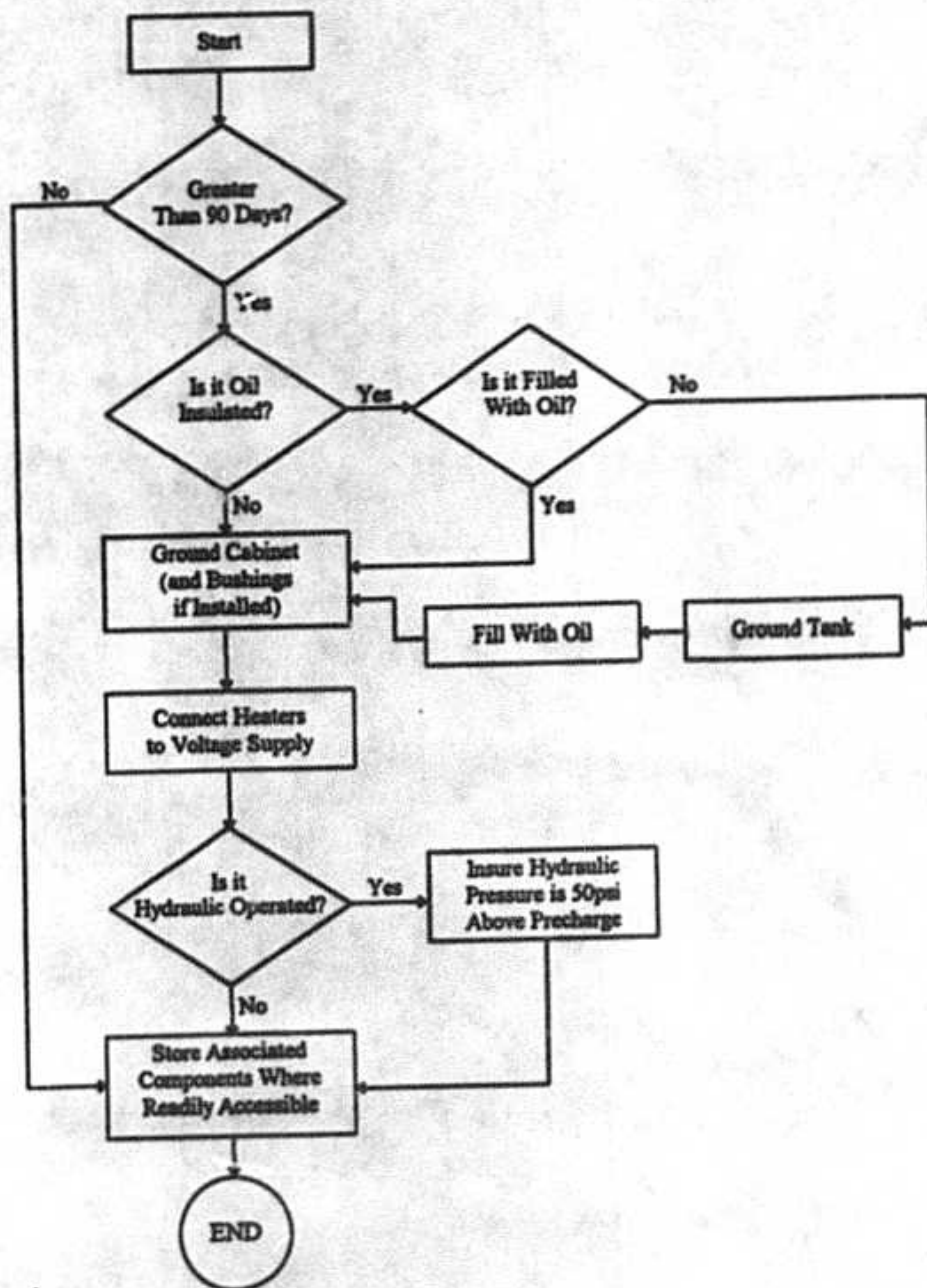 Start
Greater
Than 90 Days?
No
Yes
Is it Oil
Insulted?
Yes
Is it Filled
With Oil?
No
No
Yes
Ground Cabinet
(and Bushings
if Installed)
Fill With Oil
Ground Tank
Connect Heaters
to Voltage Supply
Is it
Hydraulic Operated?
Yes
Insure Hydraulic
Pressure is 50psi
Above Precharge
No
Store Associated
Components Where
Readily Accessible
END